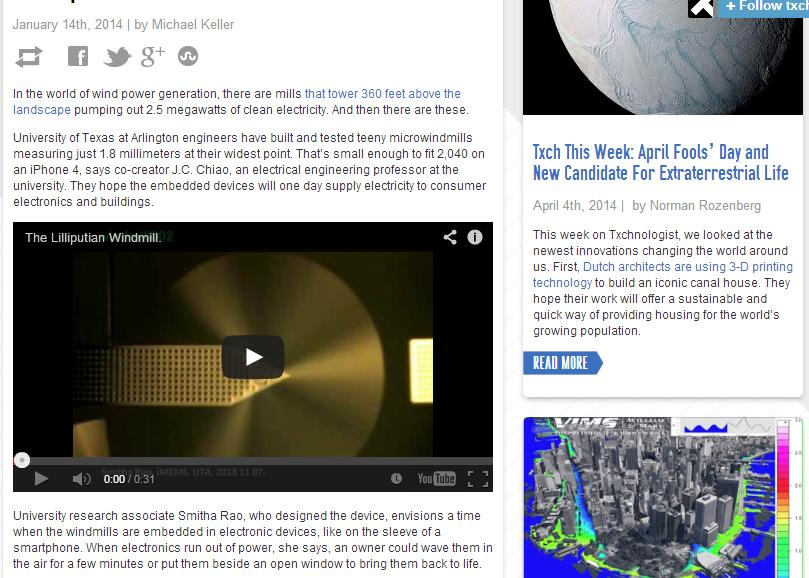 January 14th, 2014 | by Michael Keller
In the world of wind power generation, there are mills that tower 360 feet above the
landscape pumping out 2.5 megawatts of clean electricity. And then there are these.
University of Texas at Arlington engineers have built and tested teeny microwindmills
measuring just 1.8 millimeters at their widest point. That's small enough to fit 2,040 on
an iPhone 4, says co-creator J.C. Chiao, an electrical engineering professor at the
university. They hope the embedded devices will one day supply electricity to consumer
electronics and buildings.
The Lilliputian Windmill.
Smitha Rao, iMEMS. UTA. 2013 11 07.
0:00 / 0:31
YouTube
University research associate Smitha Rao, who designed the device, envisions a time
when the windmills are embedded in electronic devices, like on the sleeve of a
smartphone. When electronics run out of power, she says, an owner could wave them in
the air for a few minutes or put them beside an open window to bring them back to life.
+ Follow txch
Txch This Week: April Fools' Day and
New Candidate For Extraterrestrial Life
April 4th, 2014 | by Norman Rozenberg
This week on Txchnologist, we looked at the
newest innovations changing the world around
us. First, Dutch architects are using 3-D printing
technology to build an iconic canal house. They
hope their work will offer a sustainable and
quick way of providing housing for the world's
growing population.
READ MORE
VIMS WILLIAM
& MARY